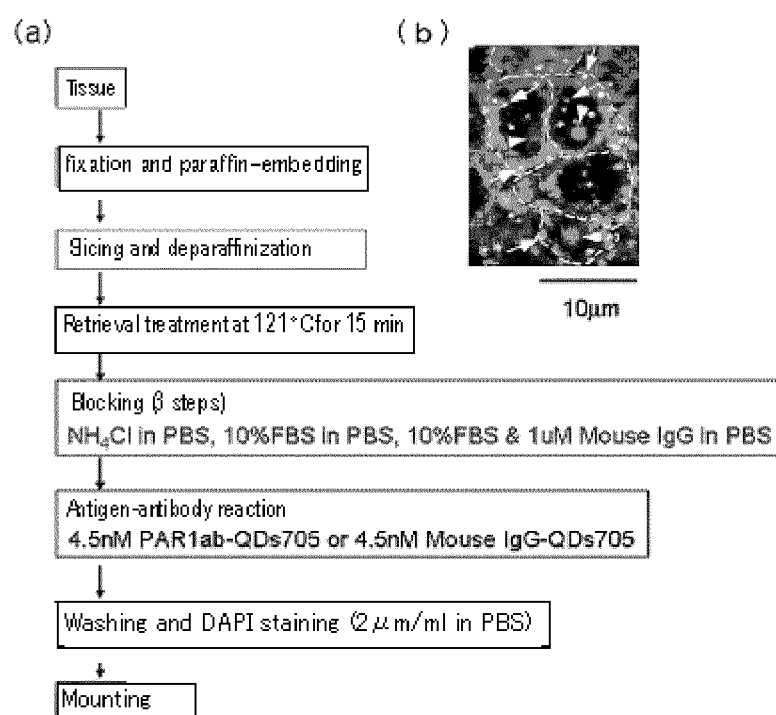 (a)
(b)
Tissue
fixation and paraffin-embedding
Slicing and deparaffinization
Retrieval treatment at 121°Cfor 15 min
Blocking (3 steps)
NH₄Cl in PBS, 10%FBS in PBS, 10%FBS & 1uM Mouse IgG in PBS
Antigen-antibody reaction
4.5nM PAR1ab-QDs705 or 4.5nM Mouse IgG-QDs705
Washing and DAPI staining (2μm/ml in PBS)
Mounting
10μm